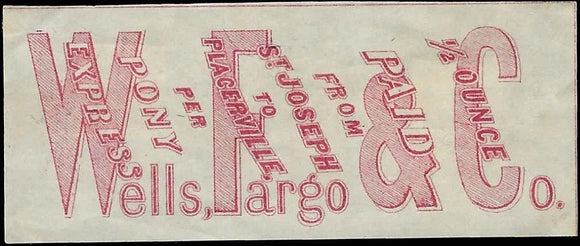 Wells, Fargo & Co.
½ OUNCE
PAID
FROM
ST. JOSEPH
TO
PLACERVILLE
PER
PONY
EXPRESS